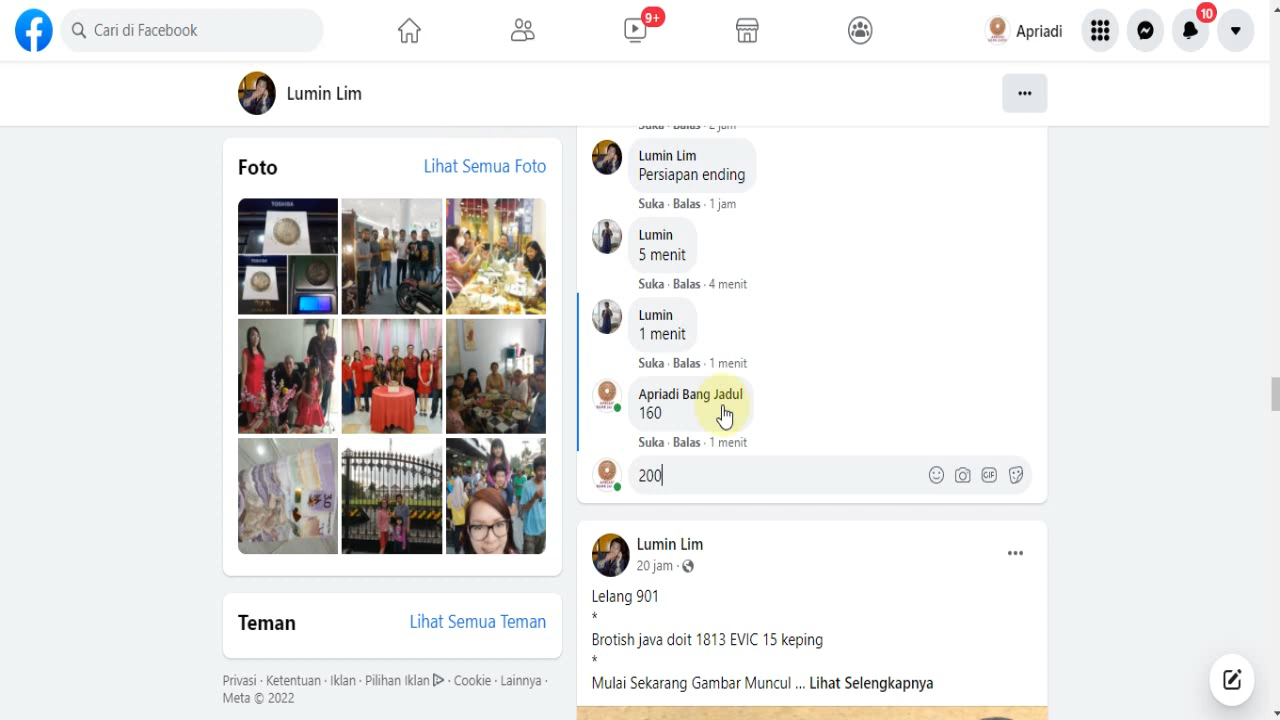 Cari di Facebook
9+
Apriadi
10
Lumin Lim
Foto
Lihat Semua Foto
TOSHIBA
Teman
Lihat Semua Teman
Privasi · Ketentuan · Iklan · Pilihan Iklan · Cookie · Lainnya ·
Meta © 2022
Suka · Balas · 2 jam
Lumin Lim
Persiapan ending
Suka · Balas · 1 jam
Lumin
5 menit
Suka · Balas · 4 menit
Lumin
1 menit
Suka · Balas · 1 menit
Apriadi Bang Jadul
160
Suka · Balas · 1 menit
200
GIF
Lumin Lim
20 jam ·
Lelang 901
*
Brotish java doit 1813 EVIC 15 keping
*
Mulai Sekarang Gambar Muncul ... Lihat Selengkapnya